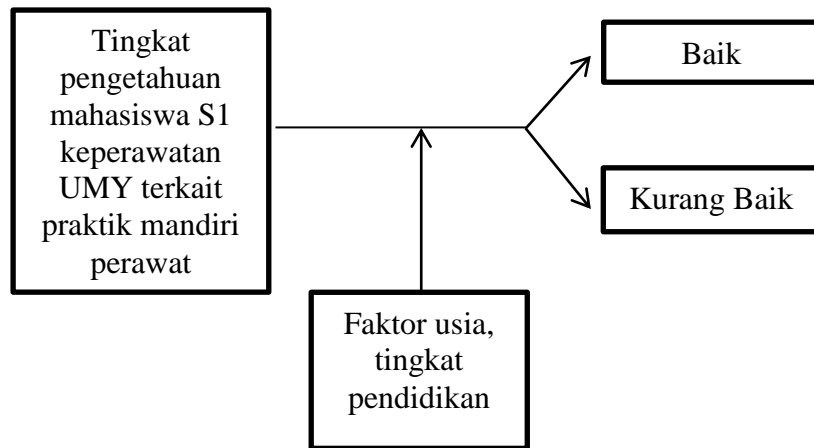 Tingkat
pengetahuan
mahasiswa S1
keperawatan
UMY terkait
praktik mandiri
perawat
Baik
Kurang Baik
Faktor usia,
tingkat
pendidikan